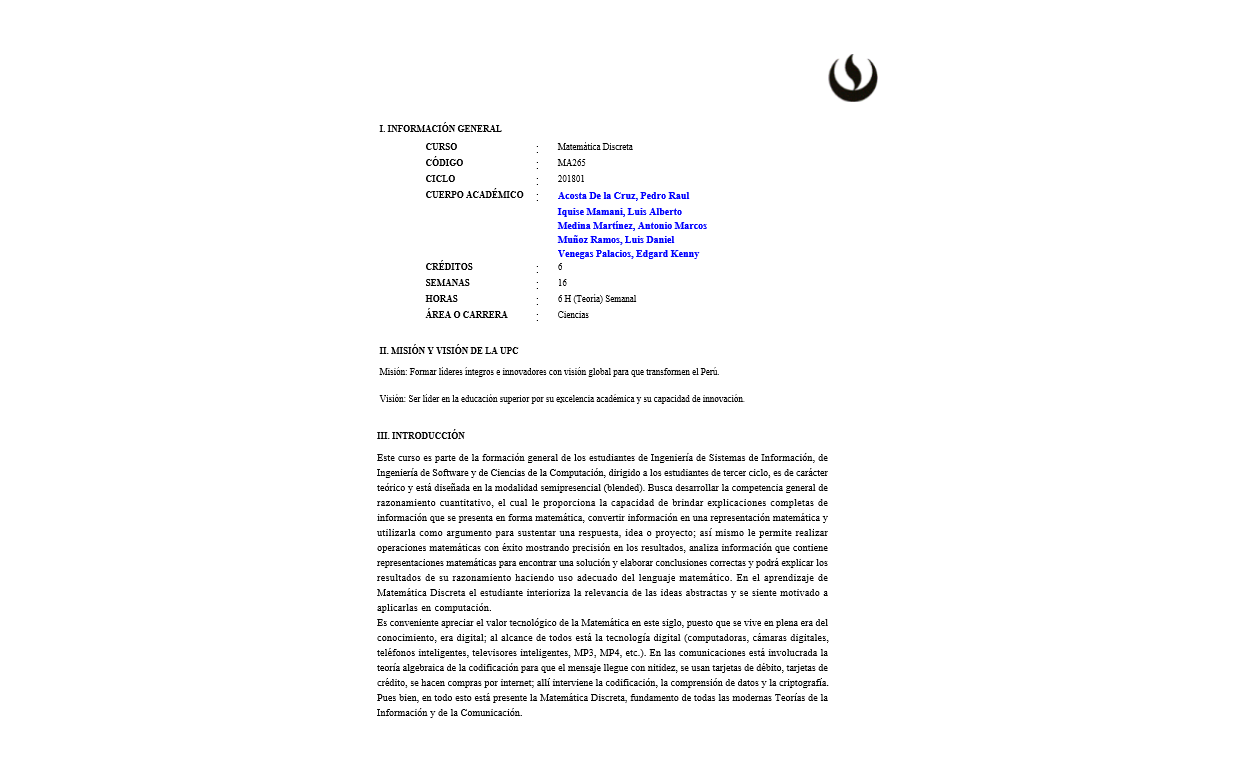 I. INFORMACIÓN GENERAL
CURSO : Matemática Discreta
CÓDIGO : MA265
CICLO : 201801
CUERPO ACADÉMICO : Acosta De la Cruz, Pedro Raul
Iquise Mamani, Luis Alberto
Medina Martínez, Antonio Marcos
Muñoz Ramos, Luis Daniel
Venegas Palacios, Edgard Kenny
CRÉDITOS : 6
SEMANAS : 16
HORAS : 6 H (Teoría) Semanal
ÁREA O CARRERA : Ciencias
II. MISIÓN Y VISIÓN DE LA UPC
Misión: Formar líderes íntegros e innovadores con visión global para que transformen el Perú.
Visión: Ser líder en la educación superior por su excelencia académica y su capacidad de innovación.
III. INTRODUCCIÓN
Este curso es parte de la formación general de los estudiantes de Ingeniería de Sistemas de Información, de
Ingeniería de Software y de Ciencias de la Computación, dirigido a los estudiantes de tercer ciclo, es de carácter
teórico y está diseñada en la modalidad semipresencial (blended). Busca desarrollar la competencia general de
razonamiento cuantitativo, el cual le proporciona la capacidad de brindar explicaciones completas de
información que se presenta en forma matemática, convertir información en una representación matemática y
utilizarla como argumento para sustentar una respuesta, idea o proyecto; así mismo le permite realizar
operaciones matemáticas con éxito mostrando precisión en los resultados, analiza información que contiene
representaciones matemáticas para encontrar una solución y elaborar conclusiones correctas y podrá explicar los
resultados de su razonamiento haciendo uso adecuado del lenguaje matemático. En el aprendizaje de
Matemática Discreta el estudiante interioriza la relevancia de las ideas abstractas y se siente motivado a
aplicarlas en computación.
Es conveniente apreciar el valor tecnológico de la Matemática en este siglo, puesto que se vive en plena era del
conocimiento, era digital; al alcance de todos está la tecnología digital (computadoras, cámaras digitales,
teléfonos inteligentes, televisores inteligentes, MP3, MP4, etc.). En las comunicaciones está involucrada la
teoría algebraica de la codificación para que el mensaje llegue con nitidez, se usan tarjetas de débito, tarjetas de
crédito, se hacen compras por internet; allí interviene la codificación, la comprensión de datos y la criptografía.
Pues bien, en todo esto está presente la Matemática Discreta, fundamento de todas las modernas Teorías de la
Información y de la Comunicación.